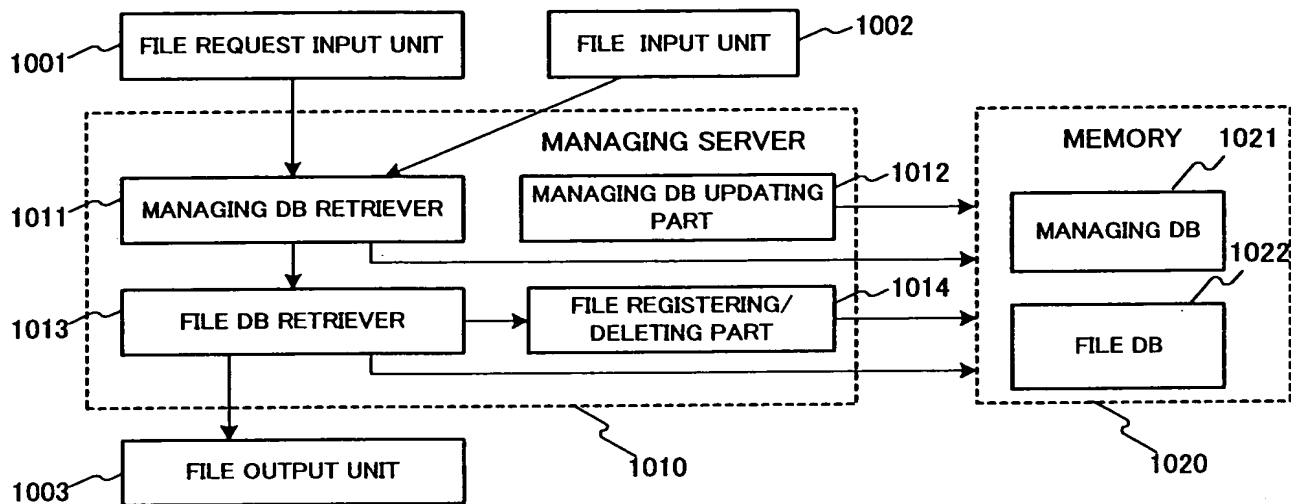 1001
FILE REQUEST INPUT UNIT
FILE INPUT UNIT
1002
MANAGING SERVER
MEMORY
1021
1011
MANAGING DB RETRIEVER
MANAGING DB UPDATING
PART
1012
MANAGING DB
1022
1013
FILE DB RETRIEVER
FILE REGISTERING/
DELETING PART
1014
FILE DB
1003
FILE OUTPUT UNIT
1010
1020